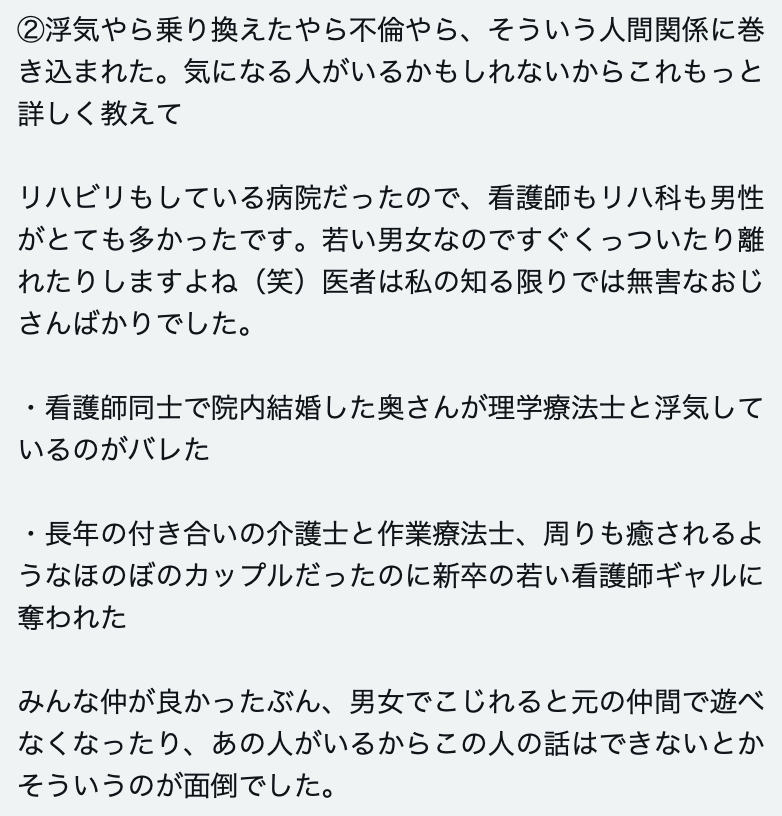 ②浮気やら乗り換えたやら不倫やら、そういう人間関係に巻
き込まれた。気になる人がいるかもしれないからこれもっと
詳しく教えて
リハビリもしている病院だったので、看護師もリハ科も男性
がとても多かったです。若い男女なのですぐくっついたり離
れたりしますよね（笑）医者は私の知る限りでは無害なおじ
さんばかりでした。
・看護師同士で院内結婚した奥さんが理学療法士と浮気して
いるのがバレた
・長年の付き合いの介護士と作業療法士、周りも癒されるよ
うなほのぼのカップルだったのに新卒の若い看護師ギャルに
奪われた
みんな仲が良かったぶん、男女でこじれると元の仲間で遊べ
なくなったり、あの人がいるからこの人の話はできないとか
そういうのが面倒でした。